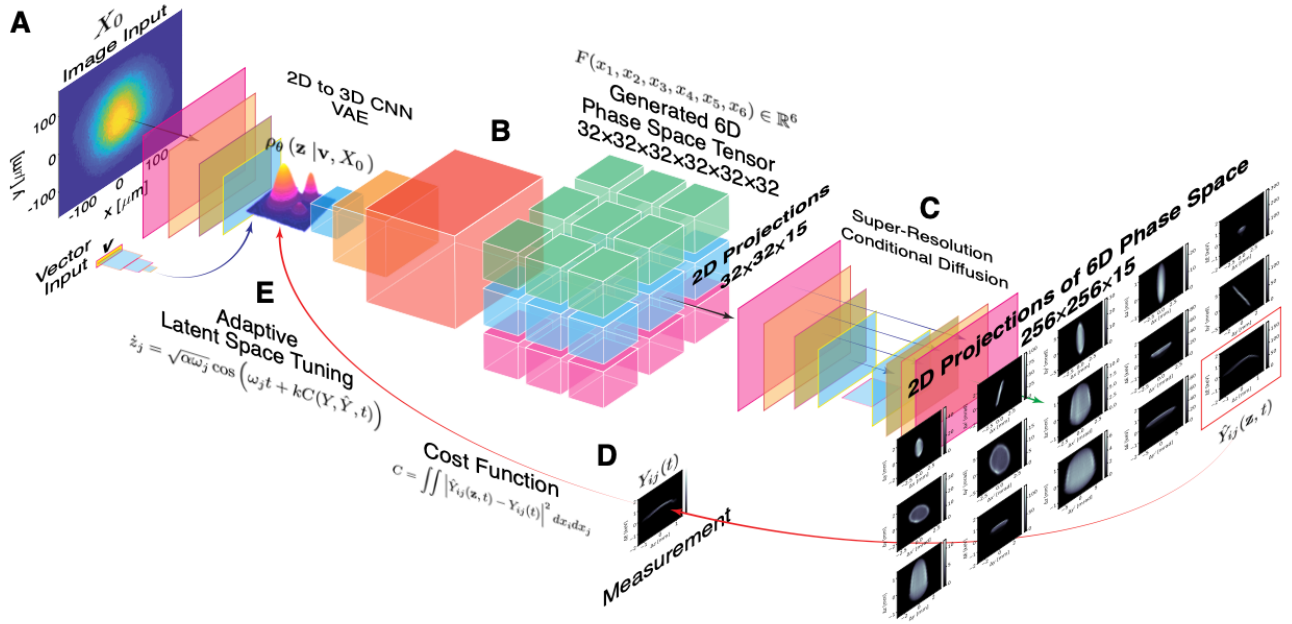 A
X₀
Image Input
100
0
-100
y [μm]
-100
0
100
x [μm]
Vector
Input
v
2D to 3D CNN
VAE
ρθ (z |v, X₀)
B
F(x₁, x₂, x₃, x₄, x₅, x₆) ∈ ℝ⁶
Generated 6D
Phase Space Tensor
32×32×32×32×32×32
2D Projections
32×32×15
C
Super-Resolution
Conditional Diffusion
2D Projections of 6D Phase Space
256×256×15
Ŷij(z, t)
D
Yij(t)
Measurement
E
Adaptive
Latent Space Tuning
żj = √αωj cos (ωjt + kC(Y, Ŷ, t))
Cost Function
C = ∫∫ |Ŷij(z, t) − Yij(t)|² dxidxj